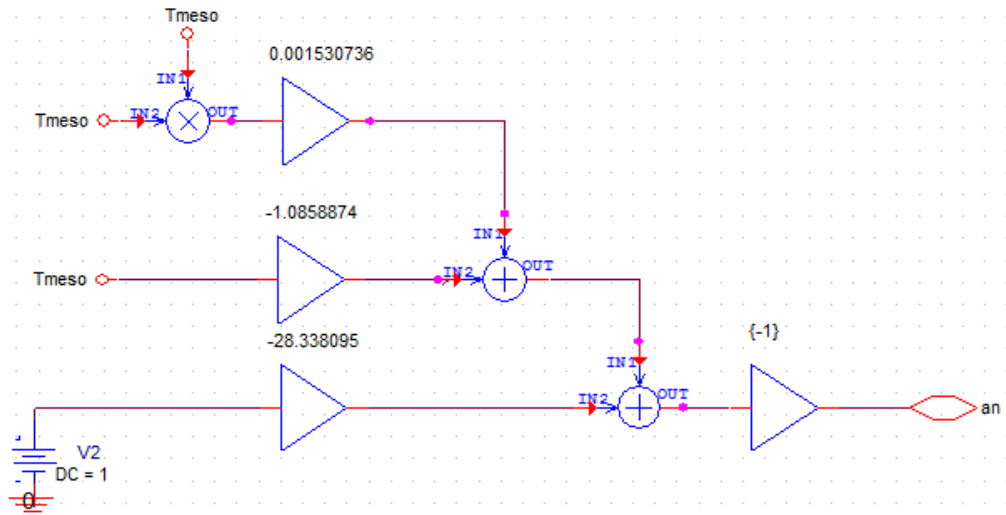 Tmeso
0.001530736
IN1
Tmeso
IN2
OUT
-1.0858874
IN1
Tmeso
IN2
OUT
-28.338095
{-1}
IN1
IN2
OUT
an
V2
DC = 1
0